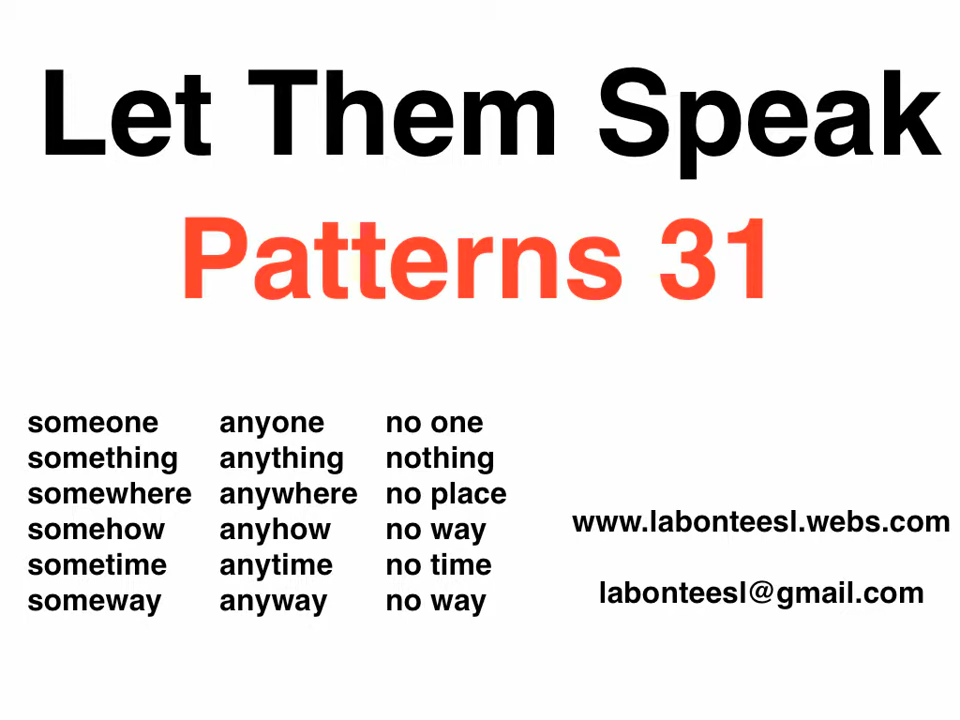 Let Them Speak
Patterns 31
someone anyone no one
something anything nothing
somewhere anywhere no place
somehow anyhow no way
sometime anytime no time
someway anyway no way
www.labonteesl.webs.com
labonteesl@gmail.com